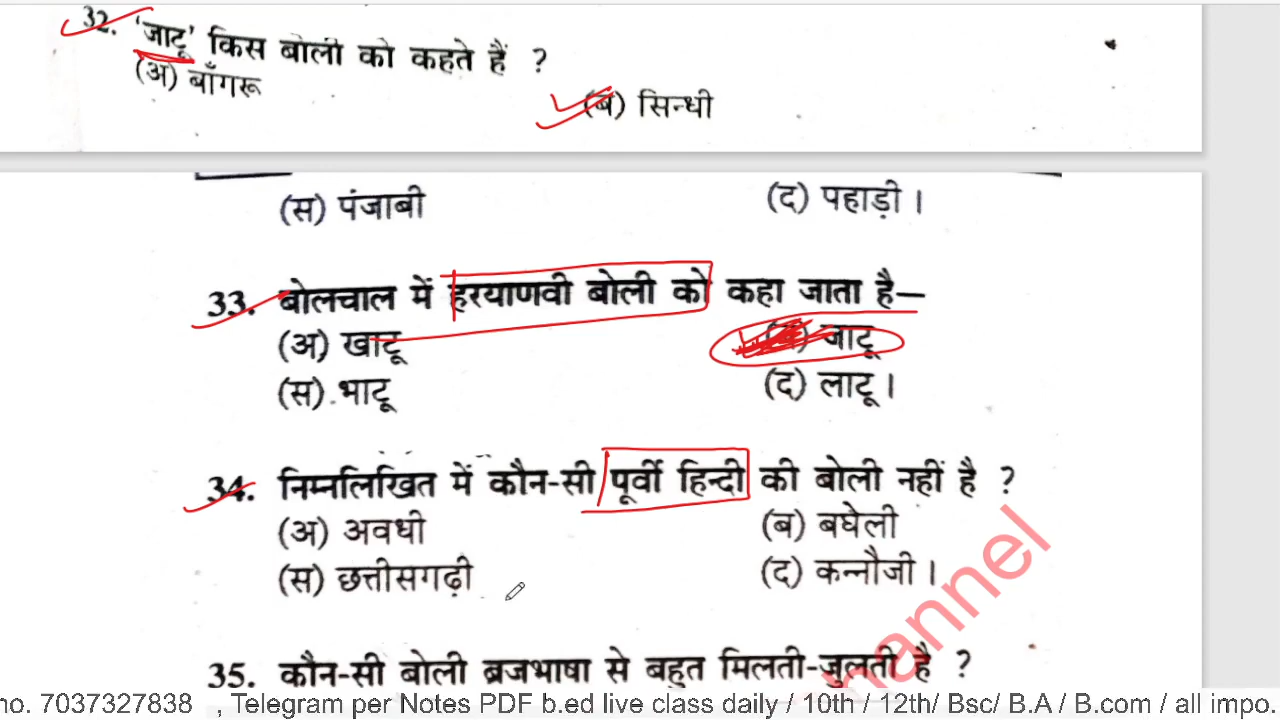 32. 'जाटू' किस बोली को कहते हैं ?
(अ) बाँगरू
(ब) सिन्धी
(स) पंजाबी (द) पहाड़ी।
33. बोलचाल में हरयाणवी बोली को कहा जाता है—
(अ) खाटू जाटू
(स) भाटू (द) लाटू।
34. निम्नलिखित में कौन-सी पूर्वी हिन्दी की बोली नहीं है ?
(अ) अवधी (ब) बघेली
(स) छत्तीसगढ़ी (द) कन्नौजी।
35. कौन-सी बोली ब्रजभाषा से बहुत मिलती-जुलती है ?
hannel
no. 7037327838 , Telegram per Notes PDF b.ed live class daily / 10th / 12th/ Bsc/ B.A / B.com / all impo.